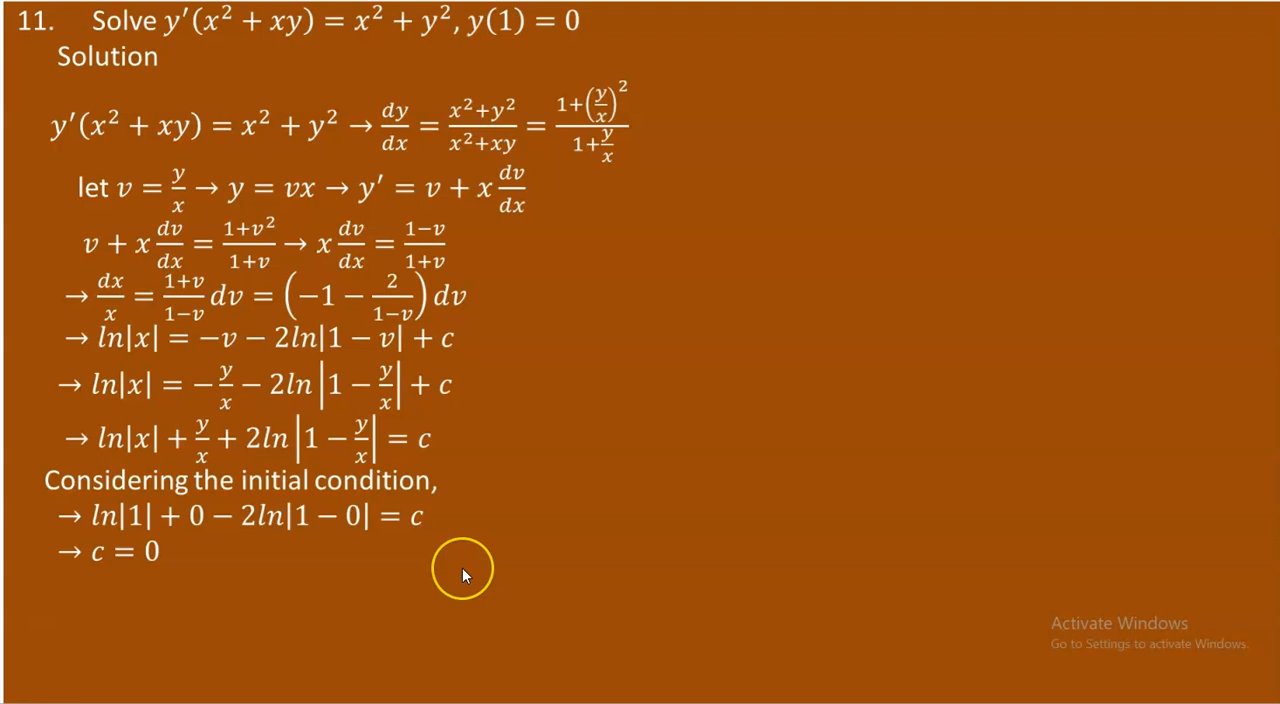 11. Solve y′(x² + xy) = x² + y², y(1) = 0
Solution
y′(x² + xy) = x² + y² → dy/dx = (x²+y²)/(x²+xy) = (1+(y/x)²)/(1+y/x)
let v = y/x → y = vx → y′ = v + x dv/dx
v + x dv/dx = (1+v²)/(1+v) → x dv/dx = (1−v)/(1+v)
→ dx/x = (1+v)/(1−v) dv = (−1 − 2/(1−v)) dv
→ ln|x| = −v − 2ln|1 − v| + c
→ ln|x| = −y/x − 2ln|1 − y/x| + c
→ ln|x| + y/x + 2ln|1 − y/x| = c
Considering the initial condition,
→ ln|1| + 0 − 2ln|1 − 0| = c
→ c = 0
Activate Windows
Go to Settings to activate Windows.